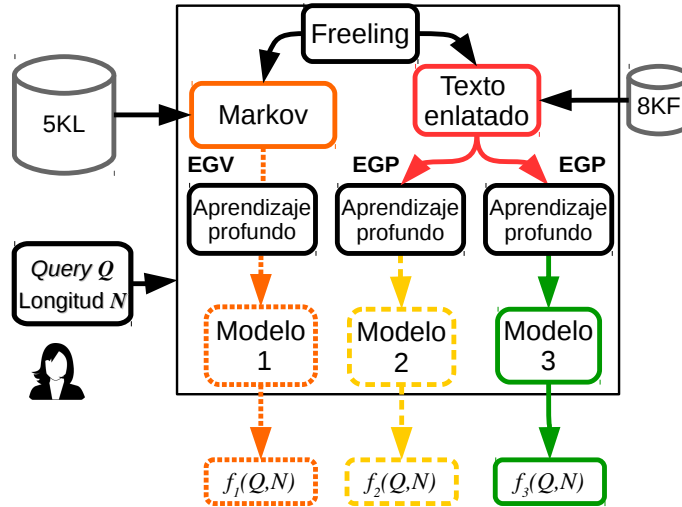 Freeling
5KL
Markov
Texto
enlatado
8KF
EGV
EGP
EGP
Aprendizaje
profundo
Aprendizaje
profundo
Aprendizaje
profundo
Query Q
Longitud N
Modelo
1
Modelo
2
Modelo
3
f1(Q,N)
f2(Q,N)
f3(Q,N)